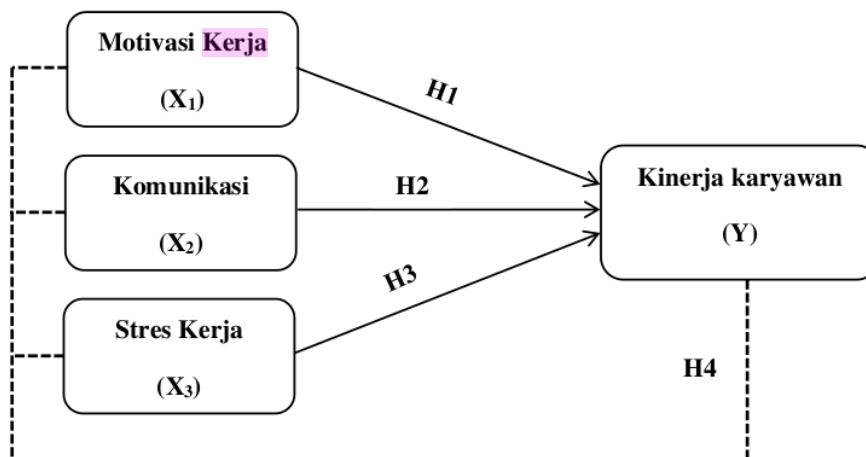 Motivasi Kerja
(X₁)
H1
Komunikasi
(X₂)
H2
Kinerja karyawan
(Y)
H3
Stres Kerja
(X₃)
H4